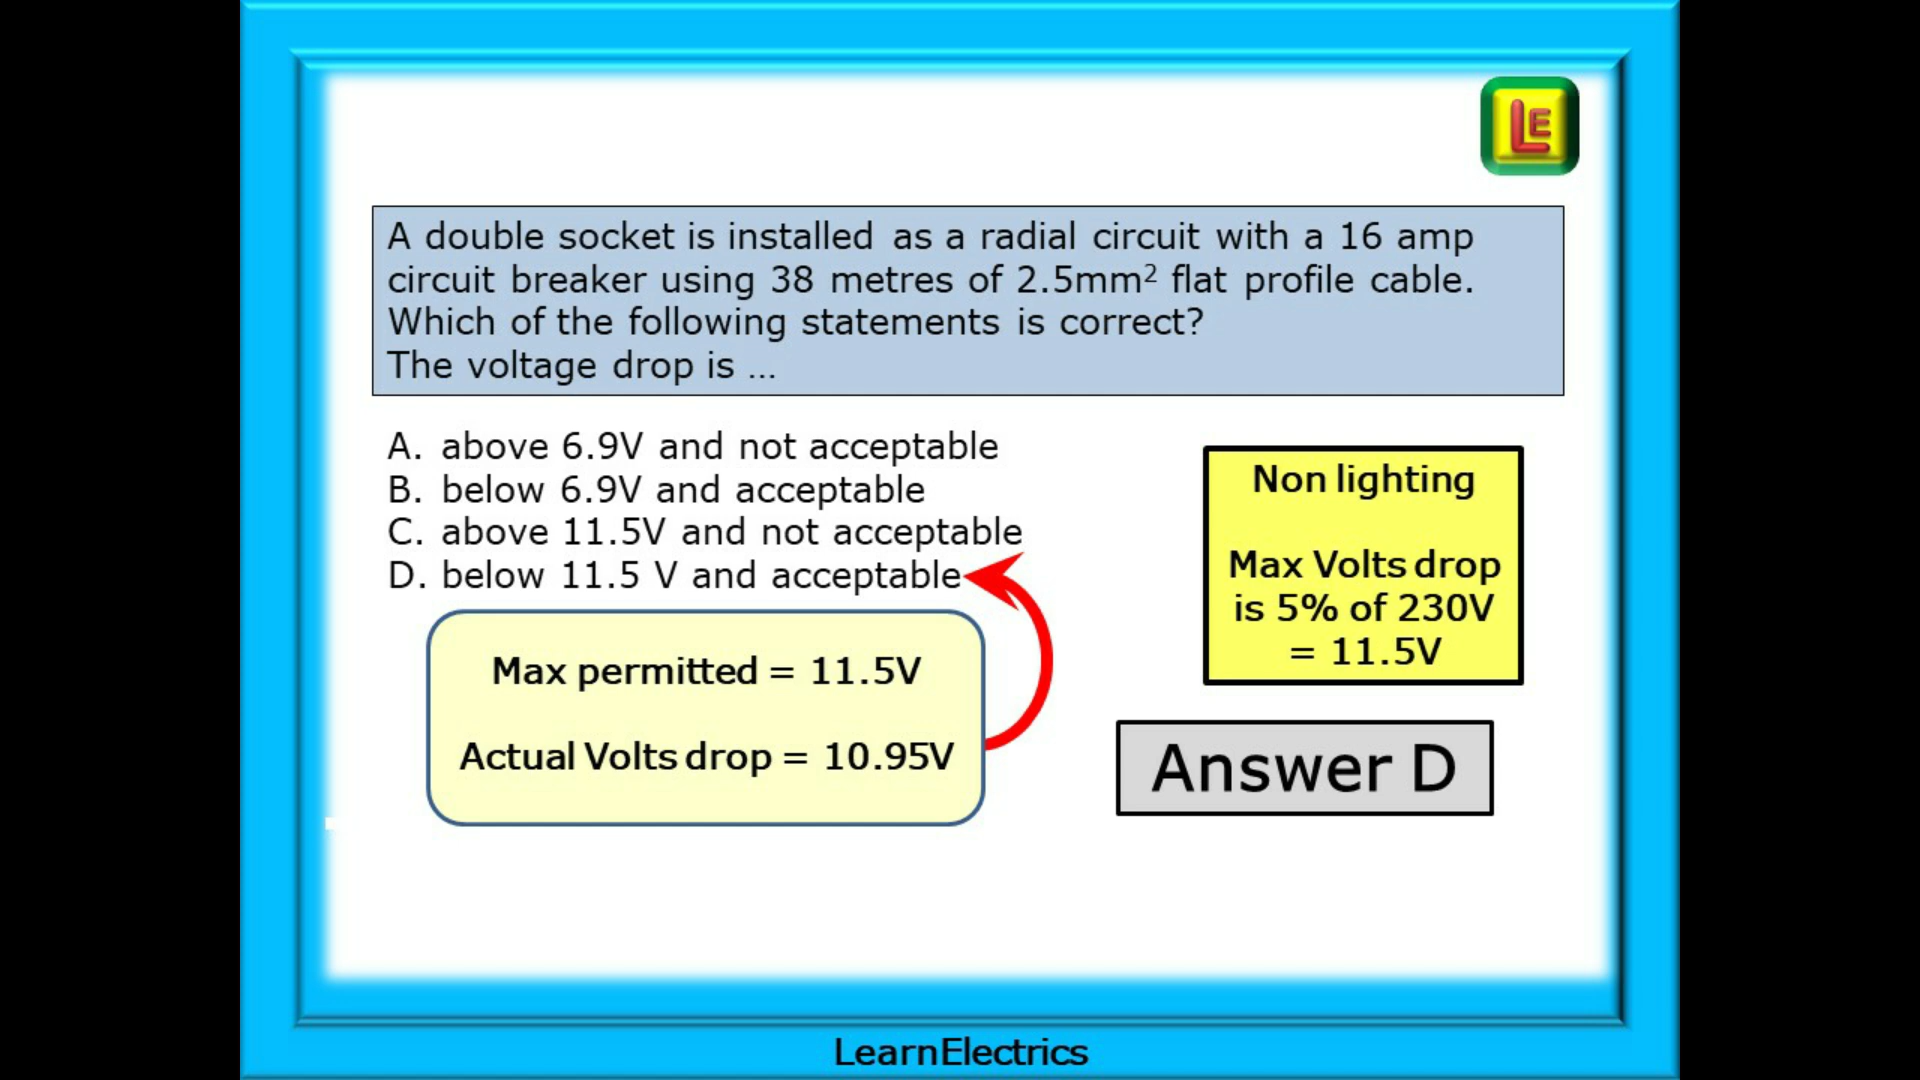 LE
A double socket is installed as a radial circuit with a 16 amp
circuit breaker using 38 metres of 2.5mm² flat profile cable.
Which of the following statements is correct?
The voltage drop is ...
A. above 6.9V and not acceptable
B. below 6.9V and acceptable
C. above 11.5V and not acceptable
D. below 11.5 V and acceptable
Non lighting
Max Volts drop
is 5% of 230V
= 11.5V
Max permitted = 11.5V
Actual Volts drop = 10.95V
Answer D
LearnElectrics